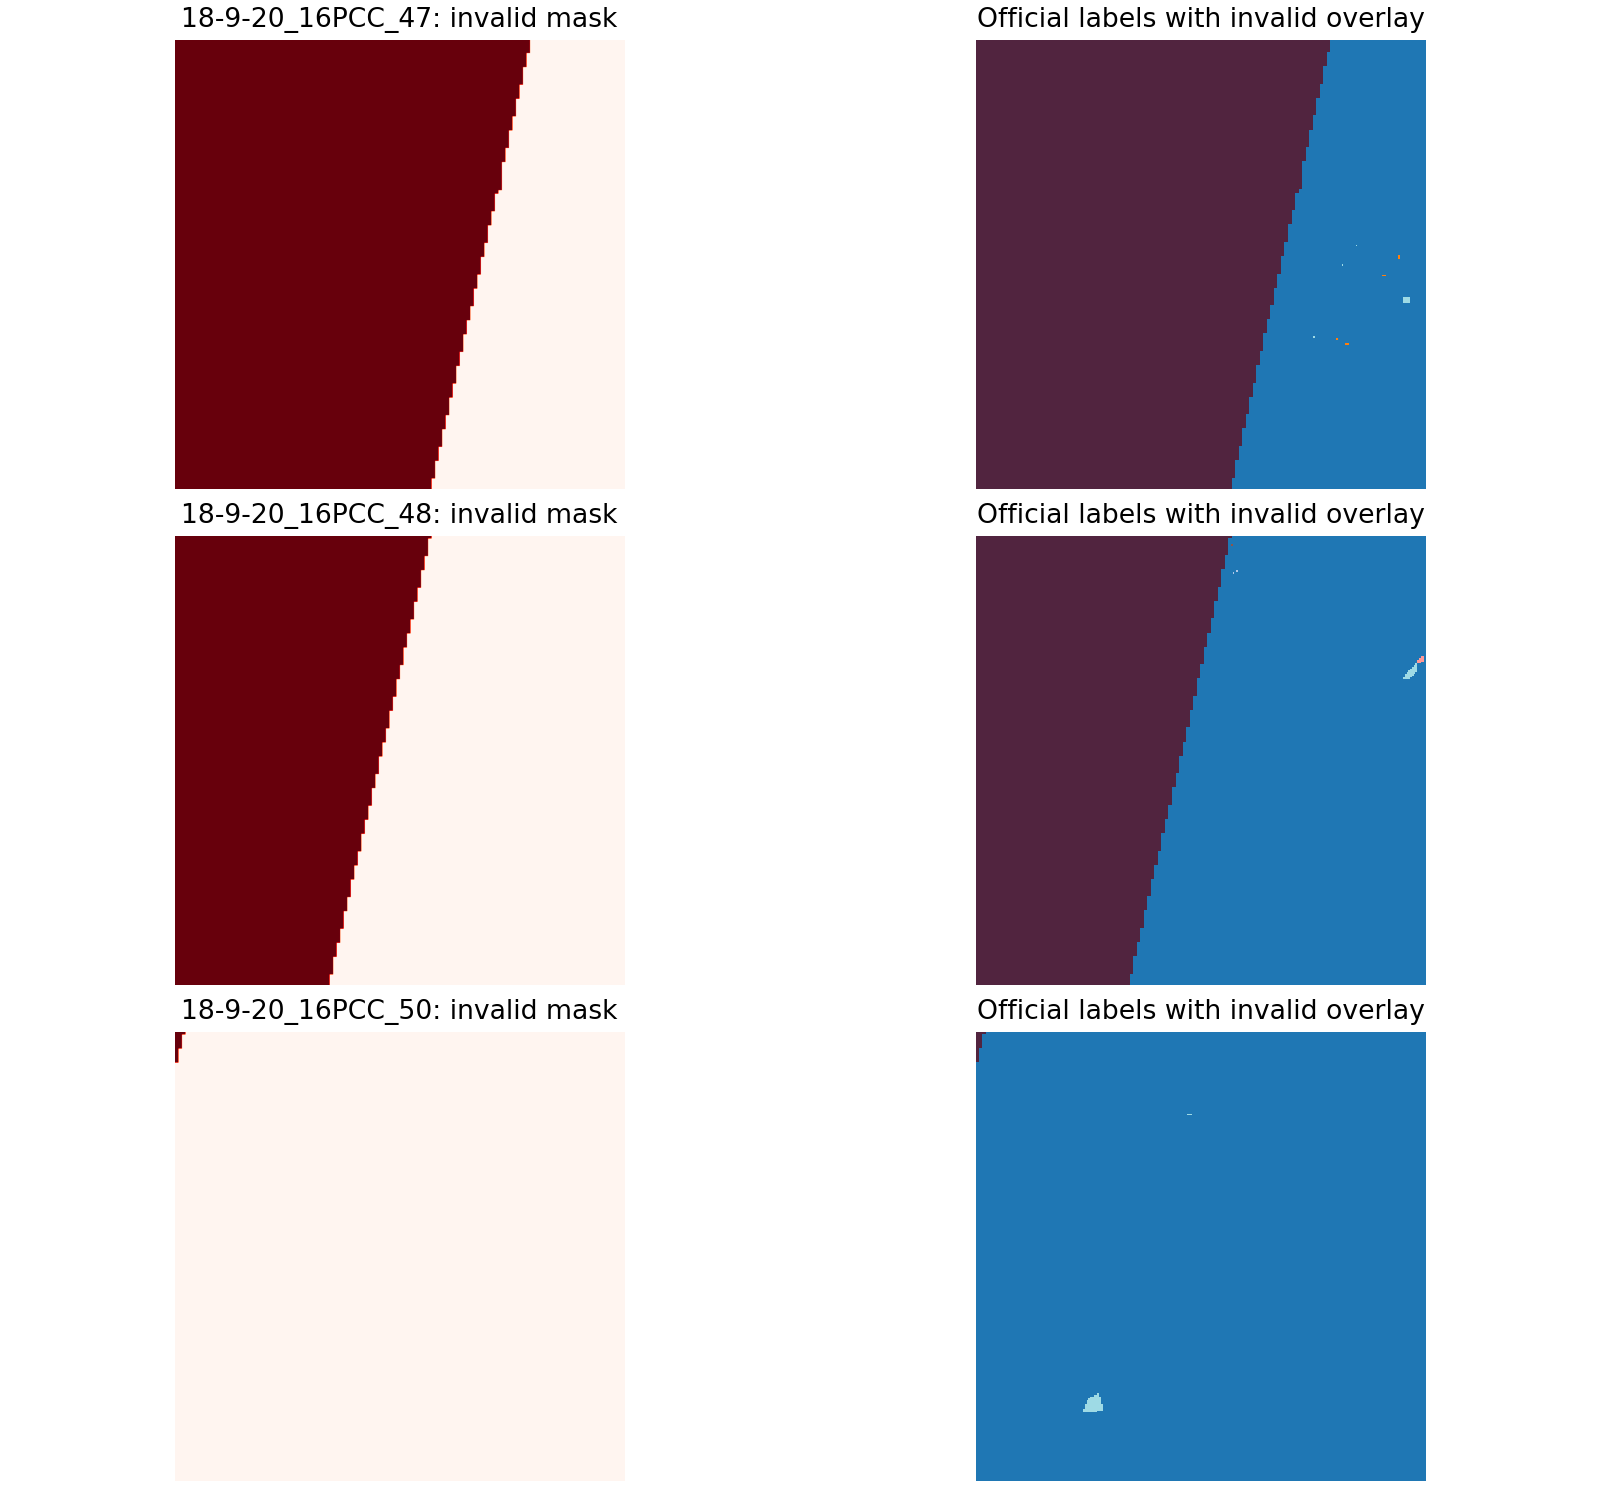 18-9-20_16PCC_47: invalid mask
Official labels with invalid overlay
18-9-20_16PCC_48: invalid mask
Official labels with invalid overlay
18-9-20_16PCC_50: invalid mask
Official labels with invalid overlay